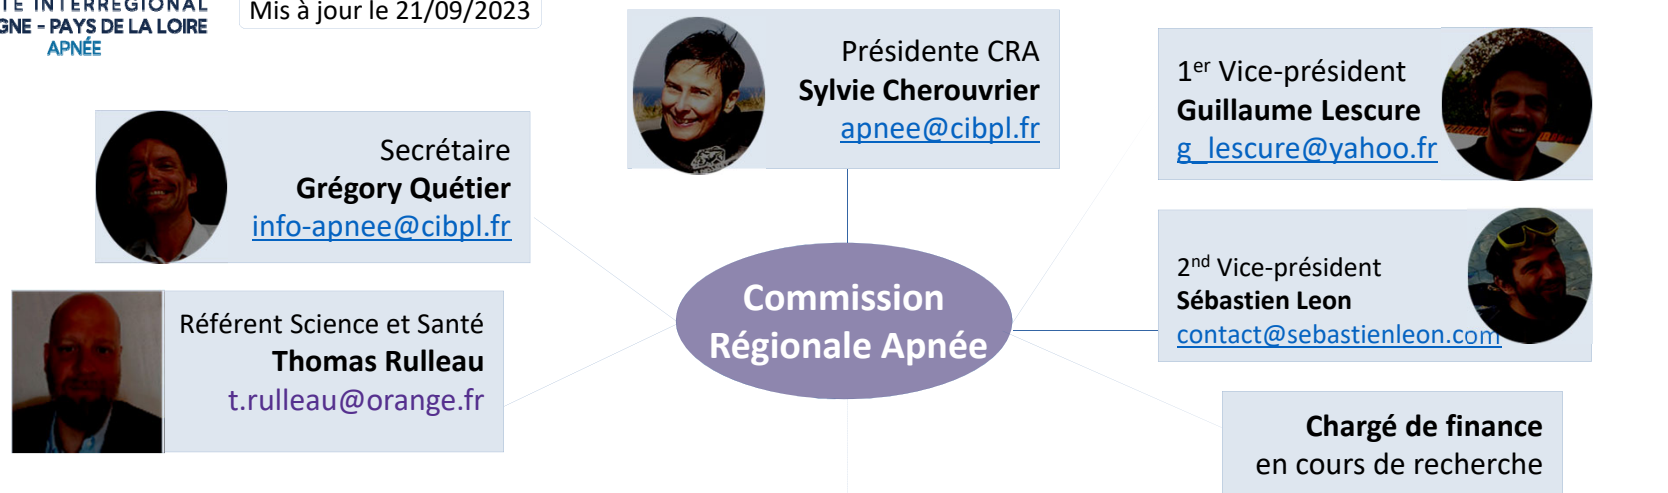 INTERREGIONAL
- PAYS DE LA LOIRE
APNÉE
Mis à jour le 21/09/2023
Présidente CRA
Sylvie Cherouvrier
apnee@cibpl.fr
1er Vice-président
Guillaume Lescure
g_lescure@yahoo.fr
Secrétaire
Grégory Quétier
info-apnee@cibpl.fr
2nd Vice-président
Sébastien Leon
contact@sebastienleon.com
Commission
Régionale Apnée
Référent Science et Santé
Thomas Rulleau
t.rulleau@orange.fr
Chargé de finance
en cours de recherche